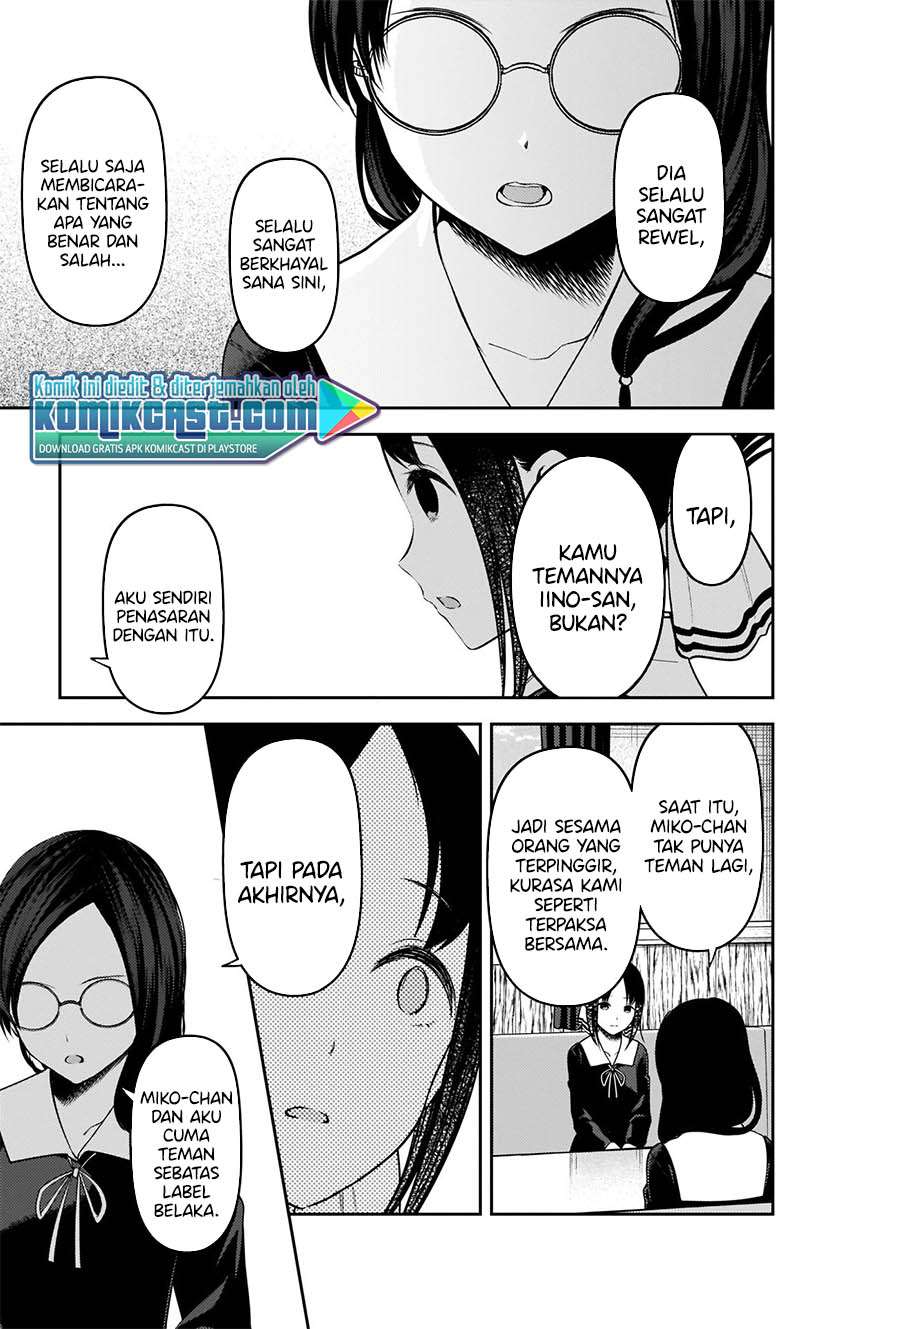 DIA
SELALU
SANGAT
REWEL,
SELALU
SANGAT
BERKHAYAL
SANA SINI,
SELALU SAJA
MEMBICARA-
KAN TENTANG
APA YANG
BENAR DAN
SALAH...
Komik ini diedit & diterjemahkan oleh
KOMIKCAST.COM
DOWNLOAD GRATIS APK KOMIKCAST DI PLAYSTORE
TAPI,
KAMU
TEMANNYA
IINO-SAN,
BUKAN?
AKU SENDIRI
PENASARAN
DENGAN ITU.
SAAT ITU,
MIKO-CHAN
TAK PUNYA
TEMAN LAGI,
JADI SESAMA
ORANG YANG
TERPINGGIR,
KURASA KAMI
SEPERTI
TERPAKSA
BERSAMA.
TAPI PADA
AKHIRNYA,
MIKO-CHAN
DAN AKU
CUMA
TEMAN
SEBATAS
LABEL
BELAKA.